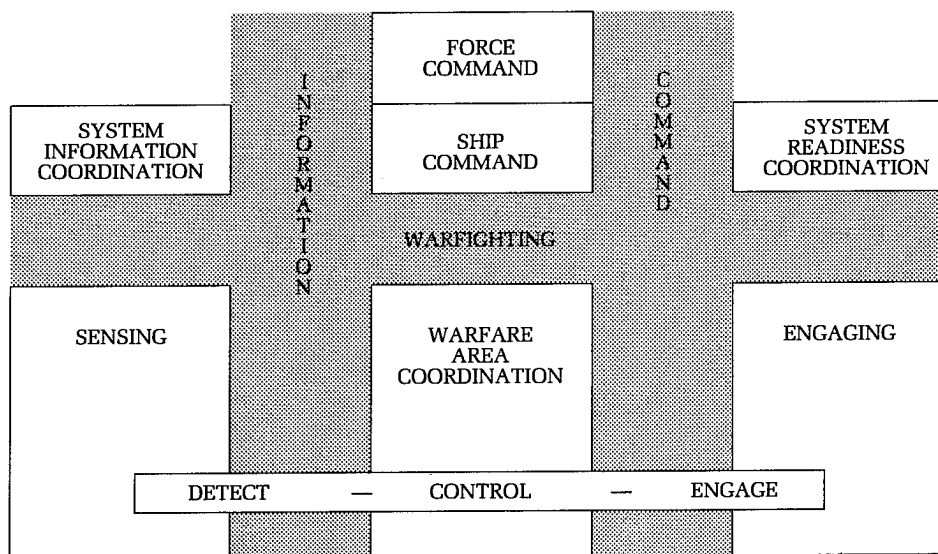 FORCE
COMMAND
INFORMATION
COMMAND
SYSTEM
INFORMATION
COORDINATION
SHIP
COMMAND
SYSTEM
READINESS
COORDINATION
WARFIGHTING
SENSING
WARFARE
AREA
COORDINATION
ENGAGING
DETECT — CONTROL — ENGAGE